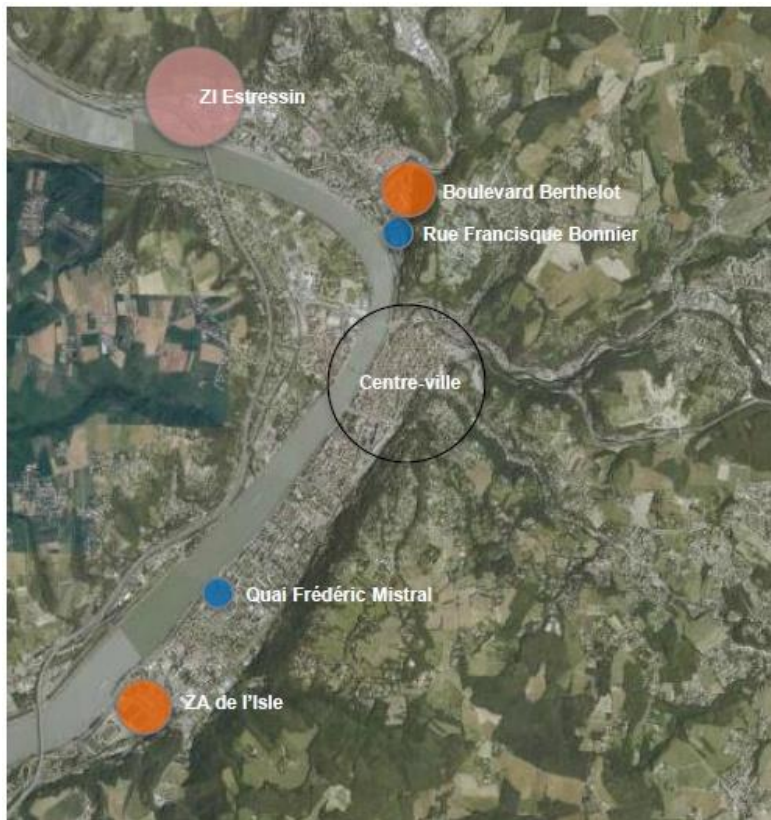 ZI Estressin
Boulevard Berthelot
Rue Francisque Bonnier
Centre-ville
Quai Frédéric Mistral
ZA de l'Isle